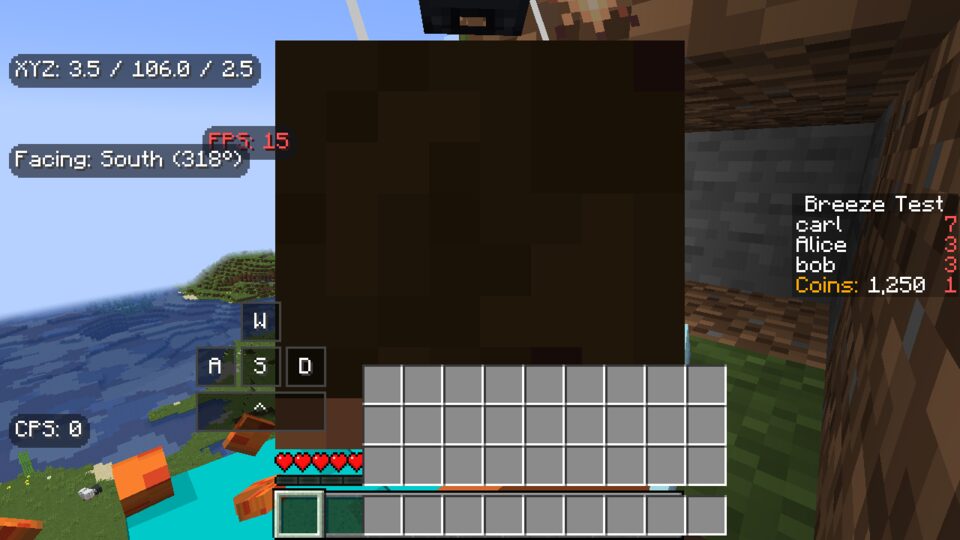 XYZ: 3.5 / 106.0 / 2.5
FPS: 15
Facing: South (318°)
Breeze Test
carl 7
Alice 3
bob 3
Coins: 1,250 1
W
A S D
^
CPS: 0